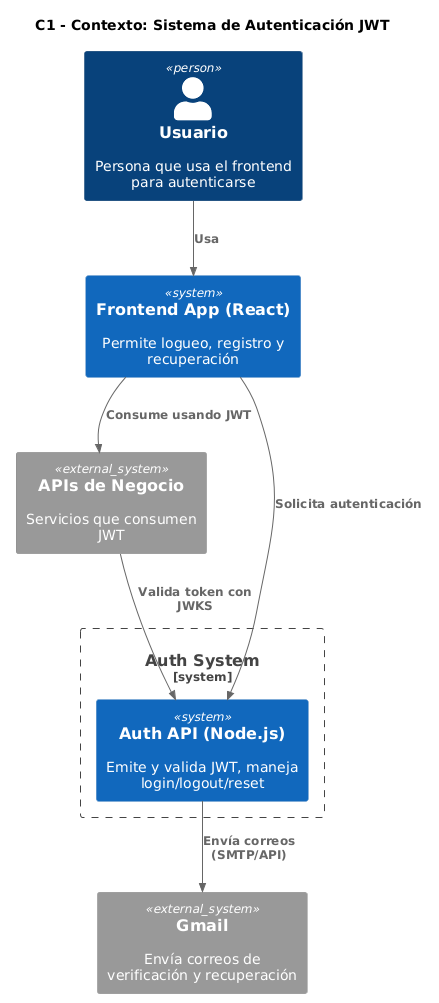 C1 - Contexto: Sistema de Autenticación JWT
«person»
Usuario
Persona que usa el frontend
para autenticarse
Usa
«system»
Frontend App (React)
Permite logueo, registro y
recuperación
Consume usando JWT
«external_system»
APIs de Negocio
Servicios que consumen
JWT
Solicita autenticación
Valida token con
JWKS
Auth System
[system]
«system»
Auth API (Node.js)
Emite y valida JWT, maneja
login/logout/reset
Envía correos
(SMTP/API)
«external_system»
Gmail
Envía correos de
verificación y recuperación